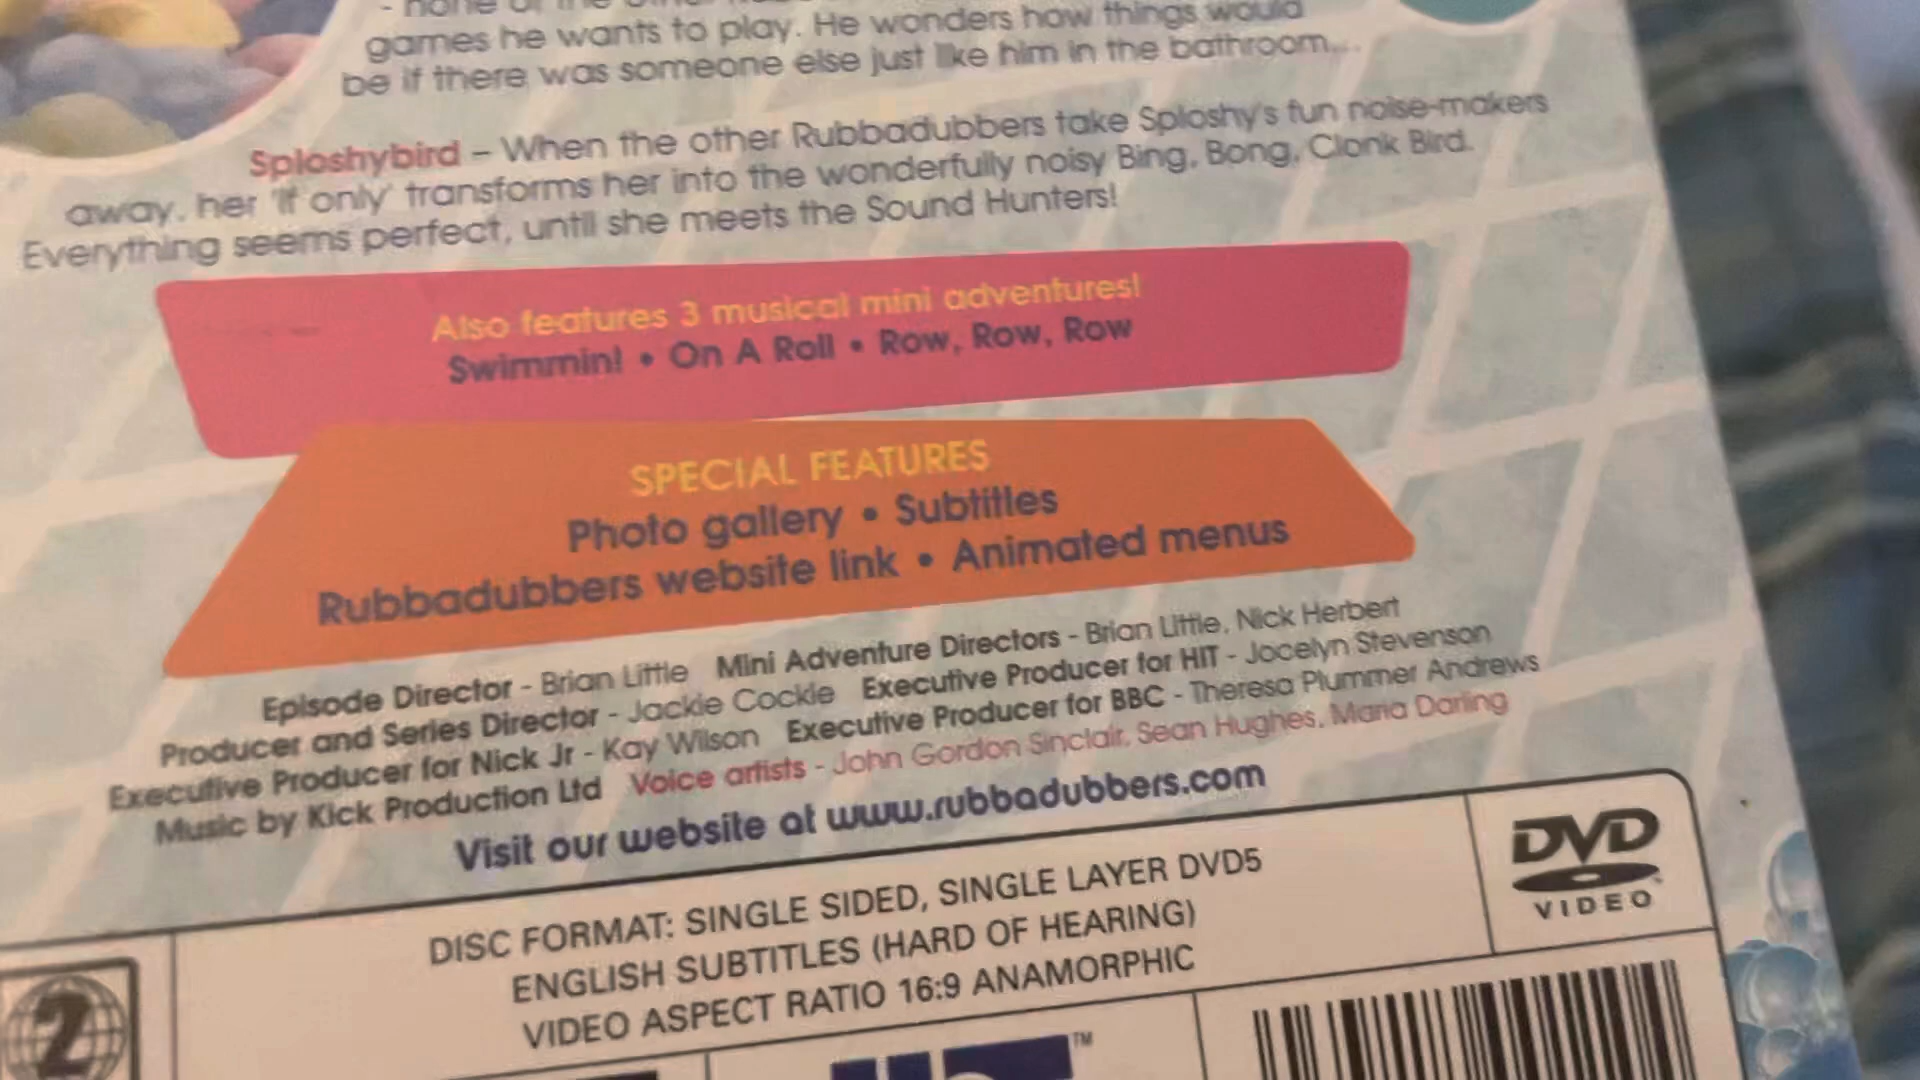 - none of the other
games he wants to play. He wonders how things would
be if there was someone else just like him in the bathroom...
Sploshybird – When the other Rubbadubbers take Sploshy's fun noise-makers
away, her 'if only' transforms her into the wonderfully noisy Bing, Bong, Clonk Bird.
Everything seems perfect, until she meets the Sound Hunters!
Also features 3 musical mini adventures!
Swimmin! • On A Roll • Row, Row, Row
SPECIAL FEATURES
Photo gallery • Subtitles
Rubbadubbers website link • Animated menus
Episode Director - Brian Little Mini Adventure Directors - Brian Little, Nick Herbert
Producer and Series Director - Jackie Cockle Executive Producer for HIT - Jocelyn Stevenson
Executive Producer for Nick Jr - Kay Wilson Executive Producer for BBC - Theresa Plummer Andrews
Music by Kick Production Ltd Voice artists - John Gordon Sinclair, Sean Hughes, Maria Darling
Visit our website at www.rubbadubbers.com
DISC FORMAT: SINGLE SIDED, SINGLE LAYER DVD5
ENGLISH SUBTITLES (HARD OF HEARING)
VIDEO ASPECT RATIO 16:9 ANAMORPHIC
DVD
VIDEO
2
TM